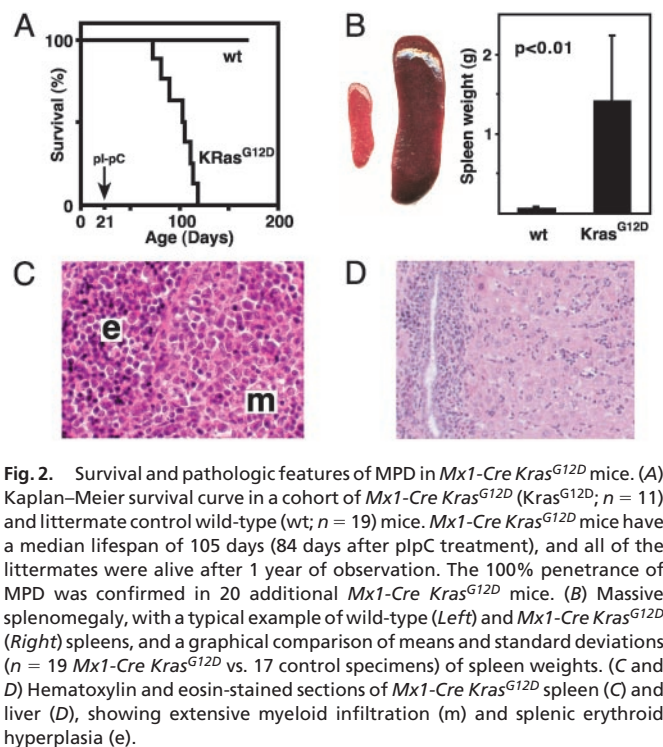 A
100
wt
Survival (%)
pI-pC
KRasG12D
0
0 21 100 200
Age (Days)
B
p<0.01
Spleen weight (g)
2
1
wt KrasG12D
C
e
m
D
Fig. 2. Survival and pathologic features of MPD in Mx1-Cre KrasG12D mice. (A)
Kaplan–Meier survival curve in a cohort of Mx1-Cre KrasG12D (KrasG12D; n = 11)
and littermate control wild-type (wt; n = 19) mice. Mx1-Cre KrasG12D mice have
a median lifespan of 105 days (84 days after pIpC treatment), and all of the
littermates were alive after 1 year of observation. The 100% penetrance of
MPD was confirmed in 20 additional Mx1-Cre KrasG12D mice. (B) Massive
splenomegaly, with a typical example of wild-type (Left) and Mx1-Cre KrasG12D
(Right) spleens, and a graphical comparison of means and standard deviations
(n = 19 Mx1-Cre KrasG12D vs. 17 control specimens) of spleen weights. (C and
D) Hematoxylin and eosin-stained sections of Mx1-Cre KrasG12D spleen (C) and
liver (D), showing extensive myeloid infiltration (m) and splenic erythroid
hyperplasia (e).